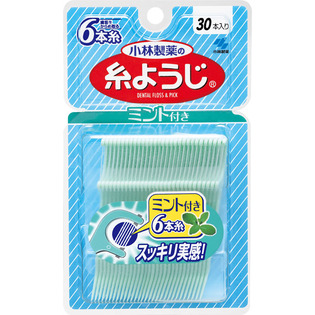 6本糸
30本入り
小林製薬の
糸ようじ®
DENTAL FLOSS & PICK
ミント付き
ミント付き
6本糸
スッキリ実感!